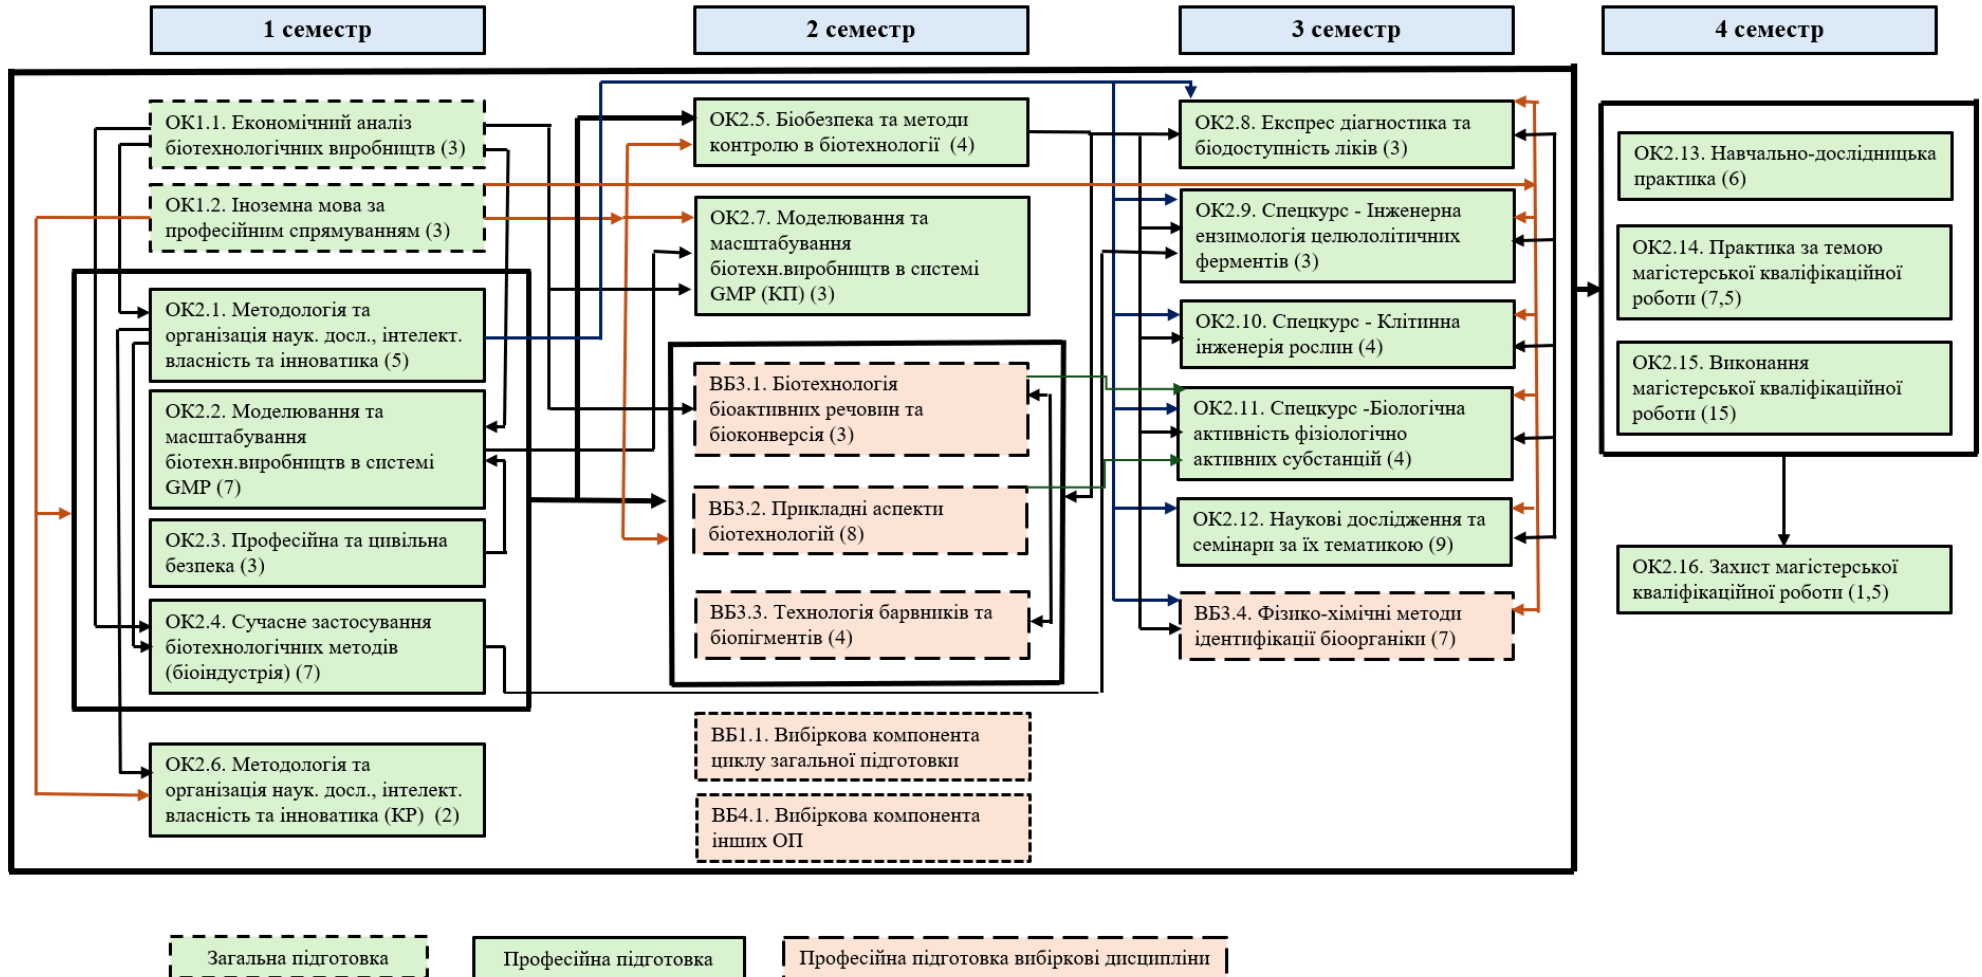 1 семестр
2 семестр
3 семестр
4 семестр
ОК1.1. Економічний аналіз
біотехнологічних виробництв (3)
ОК1.2. Іноземна мова за
професійним спрямуванням (3)
ОК2.1. Методологія та
організація наук. досл., інтелект.
власність та інноватика (5)
ОК2.2. Моделювання та
масштабування
біотехн.виробництв в системі
GMP (7)
ОК2.3. Професійна та цивільна
безпека (3)
ОК2.4. Сучасне застосування
біотехнологічних методів
(біоіндустрія) (7)
ОК2.6. Методологія та
організація наук. досл., інтелект.
власність та інноватика (КР) (2)
ОК2.5. Біобезпека та методи
контролю в біотехнології (4)
ОК2.7. Моделювання та
масштабування
біотехн.виробництв в системі
GMP (КП) (3)
ВБ3.1. Біотехнологія
біоактивних речовин та
біоконверсія (3)
ВБ3.2. Прикладні аспекти
біотехнологій (8)
ВБ3.3. Технологія барвників та
біопігментів (4)
ВБ1.1. Вибіркова компонента
циклу загальної підготовки
ВБ4.1. Вибіркова компонента
інших ОП
ОК2.8. Експрес діагностика та
біодоступність ліків (3)
ОК2.9. Спецкурс - Інженерна
ензимологія целюлолітичних
ферментів (3)
ОК2.10. Спецкурс - Клітинна
інженерія рослин (4)
ОК2.11. Спецкурс -Біологічна
активність фізіологічно
активних субстанцій (4)
ОК2.12. Наукові дослідження та
семінари за їх тематикою (9)
ВБ3.4. Фізико-хімічні методи
ідентифікації біоорганіки (7)
ОК2.13. Навчально-дослідницька
практика (6)
ОК2.14. Практика за темою
магістерської кваліфікаційної
роботи (7,5)
ОК2.15. Виконання
магістерської кваліфікаційної
роботи (15)
ОК2.16. Захист магістерської
кваліфікаційної роботи (1,5)
Загальна підготовка
Професійна підготовка
Професійна підготовка вибіркові дисципліни